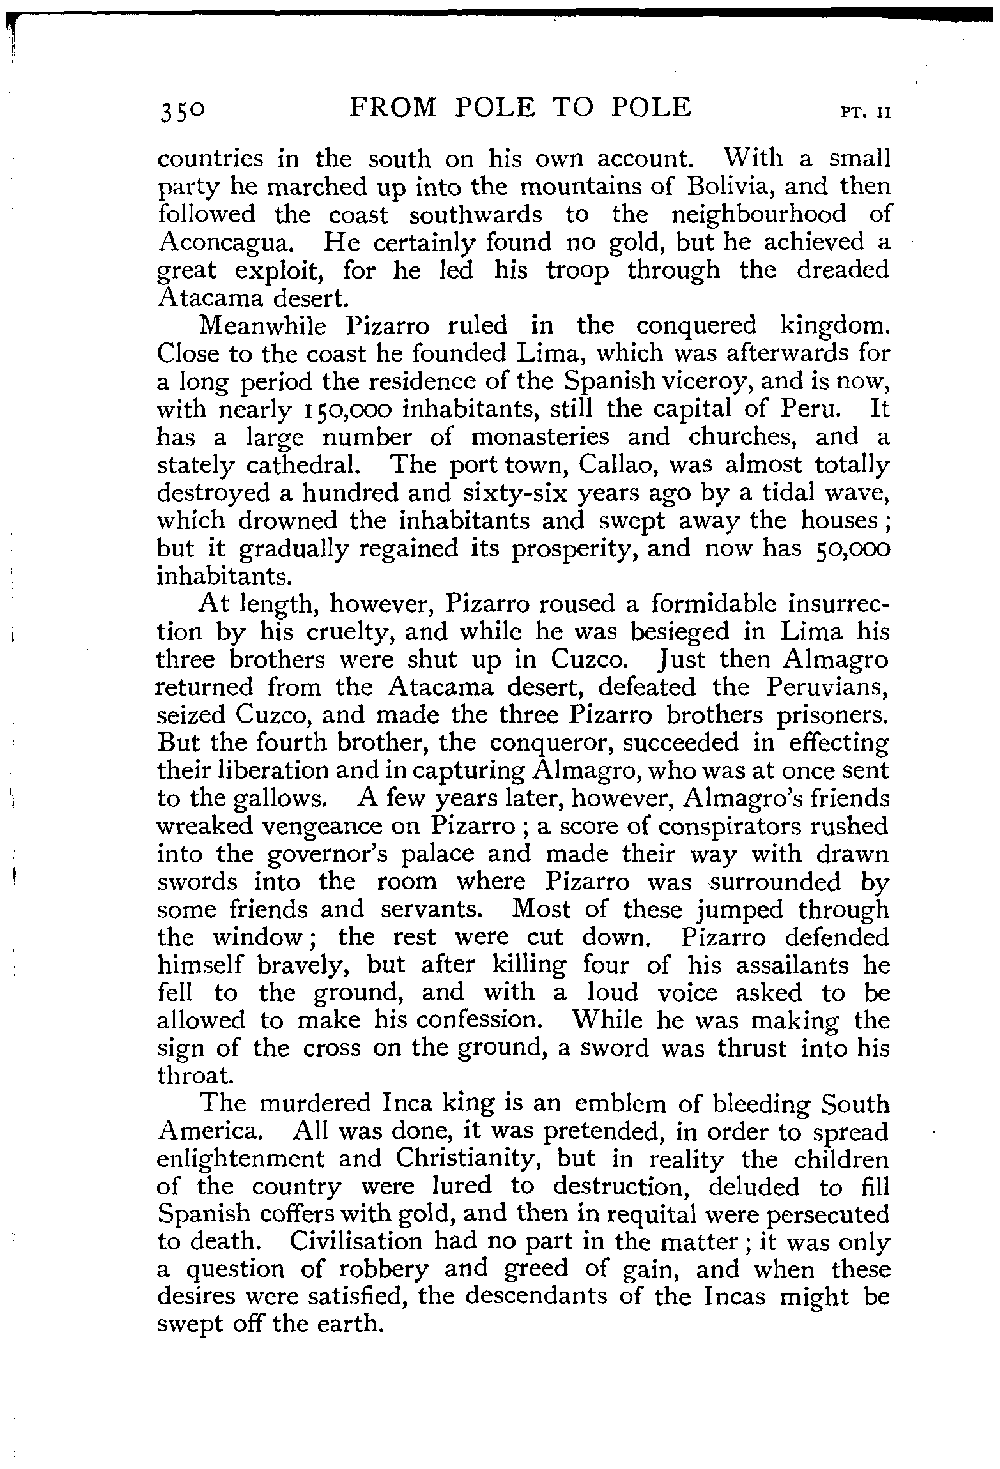 350 FROM POLE TO POLE PT. II
countries in the south on his own account. With a small
party he marched up into the mountains of Bolivia, and then
followed the coast southwards to the neighbourhood of
Aconcagua. He certainly found no gold, but he achieved a
great exploit, for he led his troop through the dreaded
Atacama desert.
Meanwhile Pizarro ruled in the conquered kingdom.
Close to the coast he founded Lima, which was afterwards for
a long period the residence of the Spanish viceroy, and is now,
with nearly 150,000 inhabitants, still the capital of Peru. It
has a large number of monasteries and churches, and a
stately cathedral. The port town, Callao, was almost totally
destroyed a hundred and sixty-six years ago by a tidal wave,
which drowned the inhabitants and swept away the houses;
but it gradually regained its prosperity, and now has 50,000
inhabitants.
At length, however, Pizarro roused a formidable insurrec-
tion by his cruelty, and while he was besieged in Lima his
three brothers were shut up in Cuzco. Just then Almagro
returned from the Atacama desert, defeated the Peruvians,
seized Cuzco, and made the three Pizarro brothers prisoners.
But the fourth brother, the conqueror, succeeded in effecting
their liberation and in capturing Almagro, who was at once sent
to the gallows. A few years later, however, Almagro's friends
wreaked vengeance on Pizarro; a score of conspirators rushed
into the governor's palace and made their way with drawn
swords into the room where Pizarro was surrounded by
some friends and servants. Most of these jumped through
the window; the rest were cut down. Pizarro defended
himself bravely, but after killing four of his assailants he
fell to the ground, and with a loud voice asked to be
allowed to make his confession. While he was making the
sign of the cross on the ground, a sword was thrust into his
throat.
The murdered Inca king is an emblem of bleeding South
America. All was done, it was pretended, in order to spread
enlightenment and Christianity, but in reality the children
of the country were lured to destruction, deluded to fill
Spanish coffers with gold, and then in requital were persecuted
to death. Civilisation had no part in the matter; it was only
a question of robbery and greed of gain, and when these
desires were satisfied, the descendants of the Incas might be
swept off the earth.